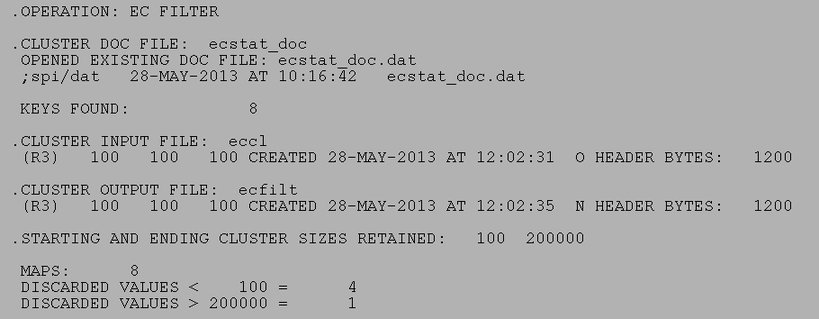 .OPERATION: EC FILTER
.CLUSTER DOC FILE: ecstat_doc
OPENED EXISTING DOC FILE: ecstat_doc.dat
;spi/dat 28-MAY-2013 AT 10:16:42 ecstat_doc.dat
KEYS FOUND: 8
.CLUSTER INPUT FILE: eccl
(R3) 100 100 100 CREATED 28-MAY-2013 AT 12:02:31 O HEADER BYTES: 1200
.CLUSTER OUTPUT FILE: ecfilt
(R3) 100 100 100 CREATED 28-MAY-2013 AT 12:02:35 N HEADER BYTES: 1200
.STARTING AND ENDING CLUSTER SIZES RETAINED: 100 200000
MAPS: 8
DISCARDED VALUES < 100 = 4
DISCARDED VALUES > 200000 = 1